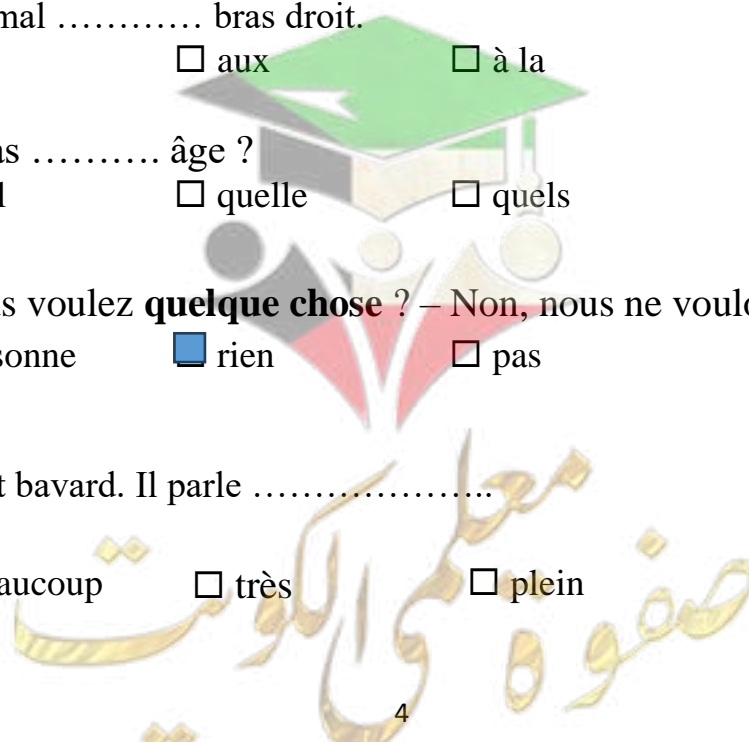 mal ………… bras droit.
☐ aux ☐ à la
as ………. âge ?
☐ quelle ☐ quels
s voulez quelque chose ? – Non, nous ne voulo
sonne rien ☐ pas
t bavard. Il parle ………………..
aucoup ☐ très ☐ plein
صفوة معلمى الكويت
4